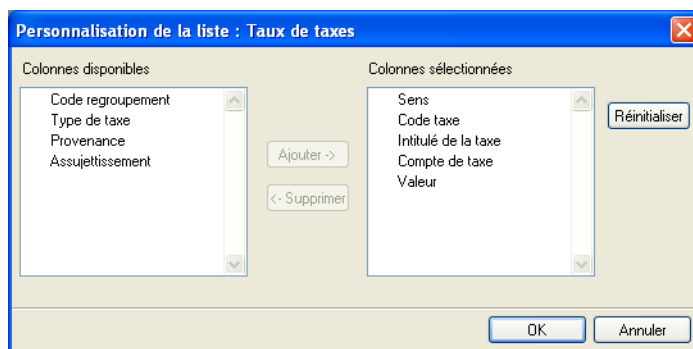 Personnalisation de la liste : Taux de taxes
Colonnes disponibles
Code regroupement
Type de taxe
Provenance
Assujettissement
Ajouter ->
<- Supprimer
Colonnes sélectionnées
Sens
Code taxe
Intitulé de la taxe
Compte de taxe
Valeur
Réinitialiser
OK
Annuler